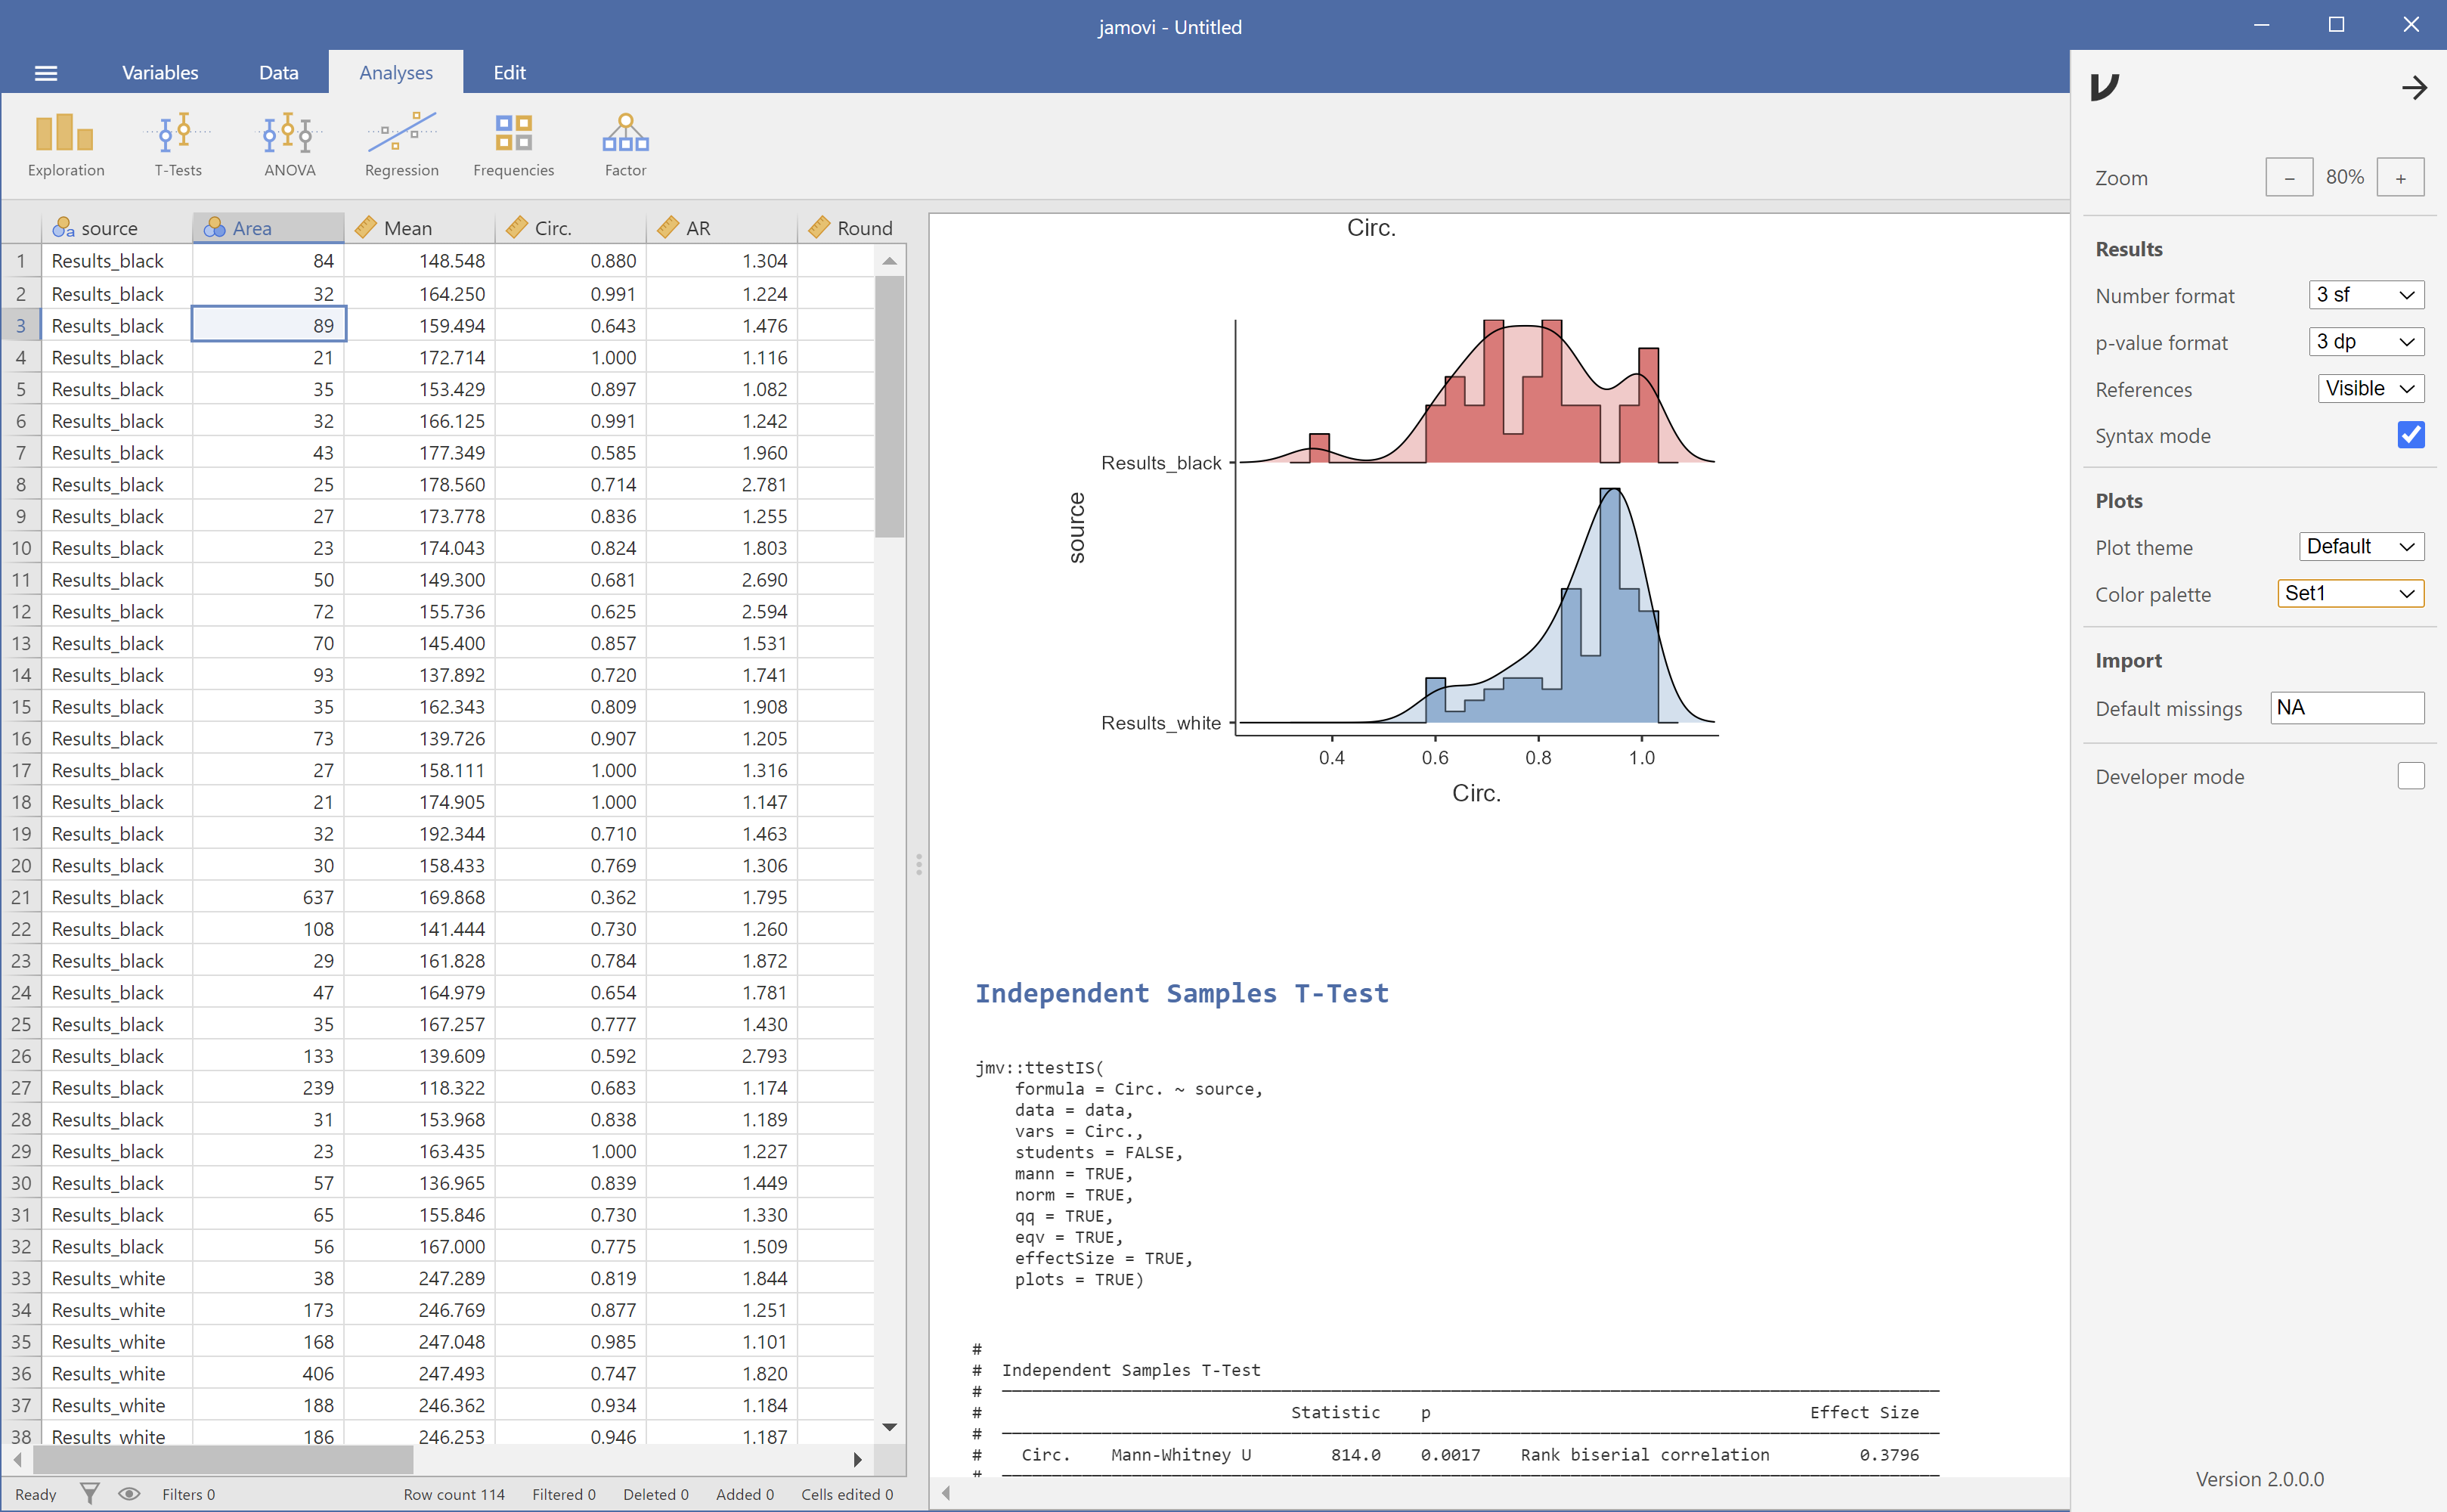 jamovi - Untitled
Variables Data Analyses Edit
Exploration T-Tests ANOVA Regression Frequencies Factor
source Area Mean Circ. AR Round
1 Results_black 84 148.548 0.880 1.304
2 Results_black 32 164.250 0.991 1.224
3 Results_black 89 159.494 0.643 1.476
4 Results_black 21 172.714 1.000 1.116
5 Results_black 35 153.429 0.897 1.082
6 Results_black 32 166.125 0.991 1.242
7 Results_black 43 177.349 0.585 1.960
8 Results_black 25 178.560 0.714 2.781
9 Results_black 27 173.778 0.836 1.255
10 Results_black 23 174.043 0.824 1.803
11 Results_black 50 149.300 0.681 2.690
12 Results_black 72 155.736 0.625 2.594
13 Results_black 70 145.400 0.857 1.531
14 Results_black 93 137.892 0.720 1.741
15 Results_black 35 162.343 0.809 1.908
16 Results_black 73 139.726 0.907 1.205
17 Results_black 27 158.111 1.000 1.316
18 Results_black 21 174.905 1.000 1.147
19 Results_black 32 192.344 0.710 1.463
20 Results_black 30 158.433 0.769 1.306
21 Results_black 637 169.868 0.362 1.795
22 Results_black 108 141.444 0.730 1.260
23 Results_black 29 161.828 0.784 1.872
24 Results_black 47 164.979 0.654 1.781
25 Results_black 35 167.257 0.777 1.430
26 Results_black 133 139.609 0.592 2.793
27 Results_black 239 118.322 0.683 1.174
28 Results_black 31 153.968 0.838 1.189
29 Results_black 23 163.435 1.000 1.227
30 Results_black 57 136.965 0.839 1.449
31 Results_black 65 155.846 0.730 1.330
32 Results_black 56 167.000 0.775 1.509
33 Results_white 38 247.289 0.819 1.844
34 Results_white 173 246.769 0.877 1.251
35 Results_white 168 247.048 0.985 1.101
36 Results_white 406 247.493 0.747 1.820
37 Results_white 188 246.362 0.934 1.184
38 Results_white 186 246.253 0.946 1.187
Ready Filters 0 Row count 114 Filtered 0 Deleted 0 Added 0 Cells edited 0
Circ.
Results_black
source
Results_white
0.4 0.6 0.8 1.0
Circ.
Independent Samples T-Test
jmv::ttestIS(
formula = Circ. ~ source,
data = data,
vars = Circ.,
students = FALSE,
mann = TRUE,
norm = TRUE,
qq = TRUE,
eqv = TRUE,
effectSize = TRUE,
plots = TRUE)
#
# Independent Samples T-Test
#
# Statistic p Effect Size
#
# Circ. Mann-Whitney U 814.0 0.0017 Rank biserial correlation 0.3796
#
Zoom − 80% +
Results
Number format 3 sf
p-value format 3 dp
References Visible
Syntax mode
Plots
Plot theme Default
Color palette Set1
Import
Default missings NA
Developer mode
Version 2.0.0.0